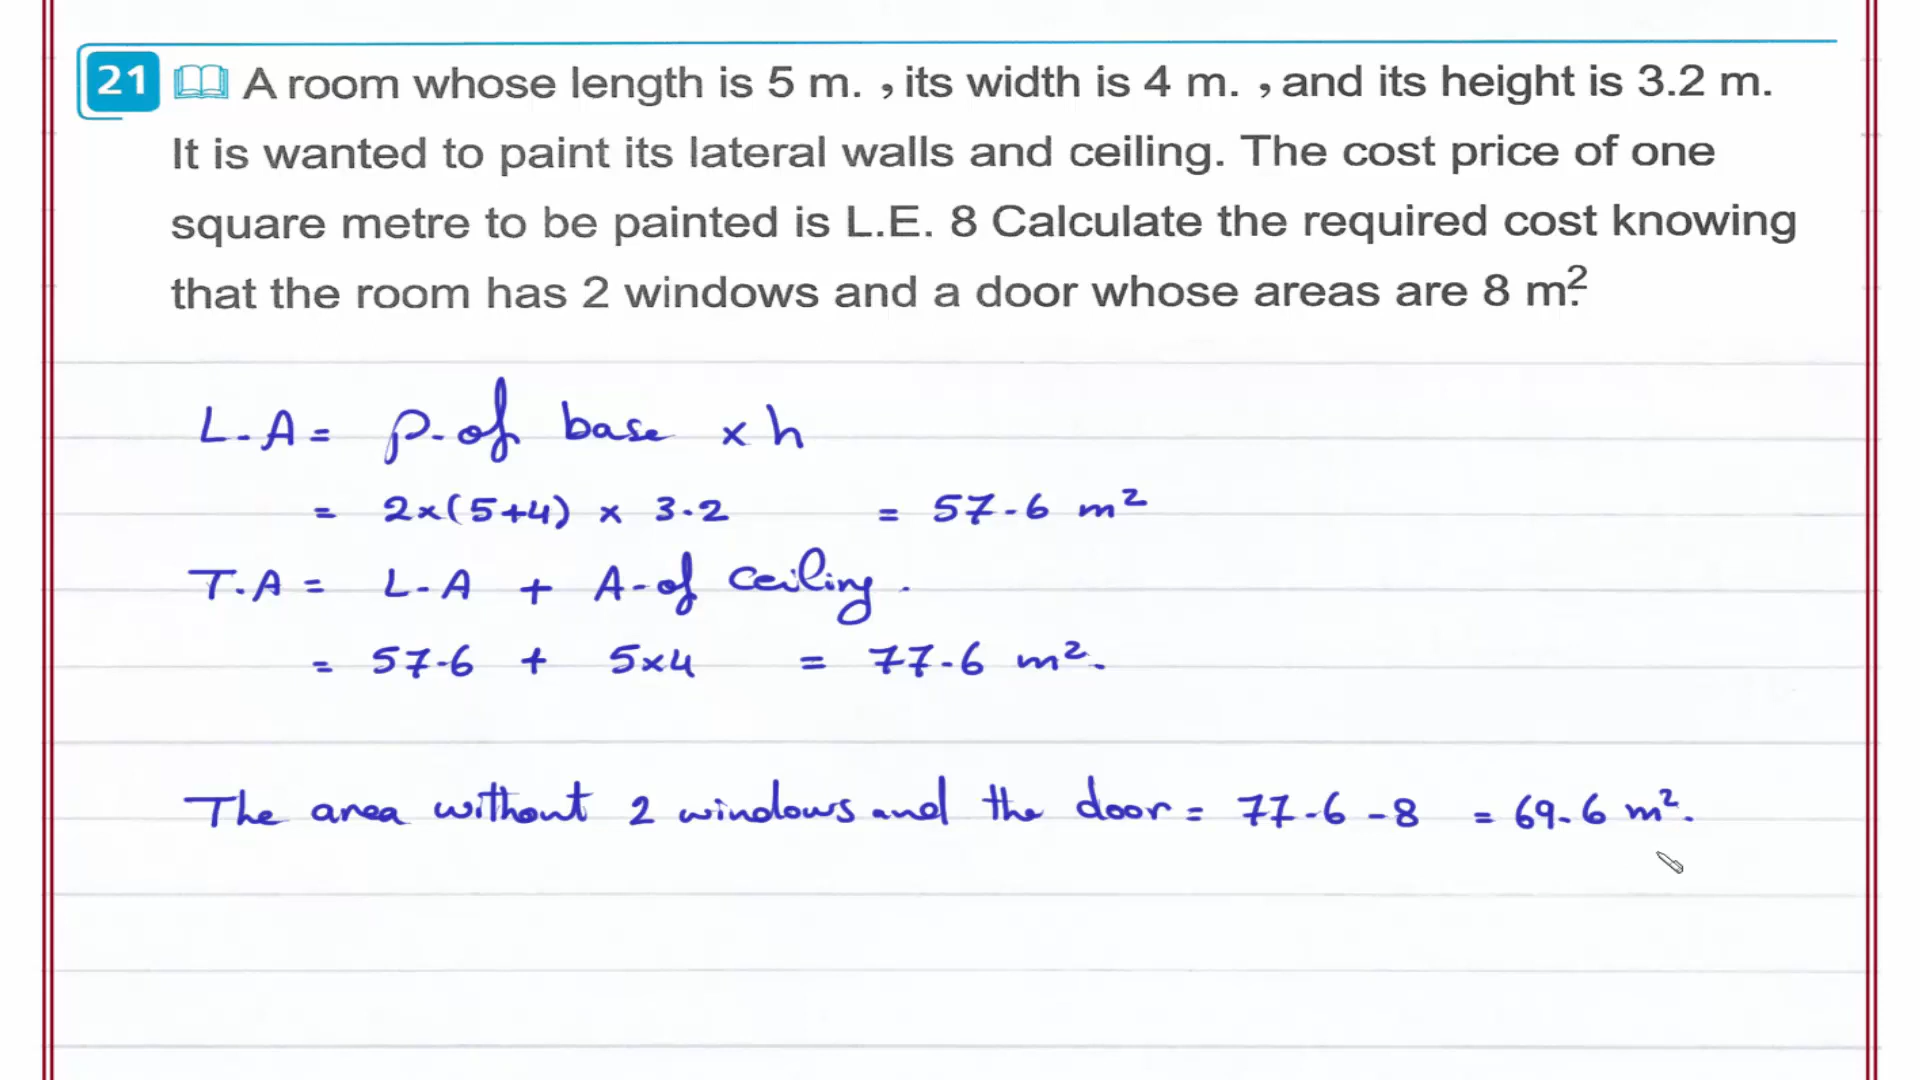 21 A room whose length is 5 m. , its width is 4 m. , and its height is 3.2 m.
It is wanted to paint its lateral walls and ceiling. The cost price of one
square metre to be painted is L.E. 8 Calculate the required cost knowing
that the room has 2 windows and a door whose areas are 8 m².
L.A = P. of base × h
= 2×(5+4) × 3.2 = 57.6 m²
T.A = L.A + A. of ceiling.
= 57.6 + 5×4 = 77.6 m².
The area without 2 windows and the door = 77.6 - 8 = 69.6 m².